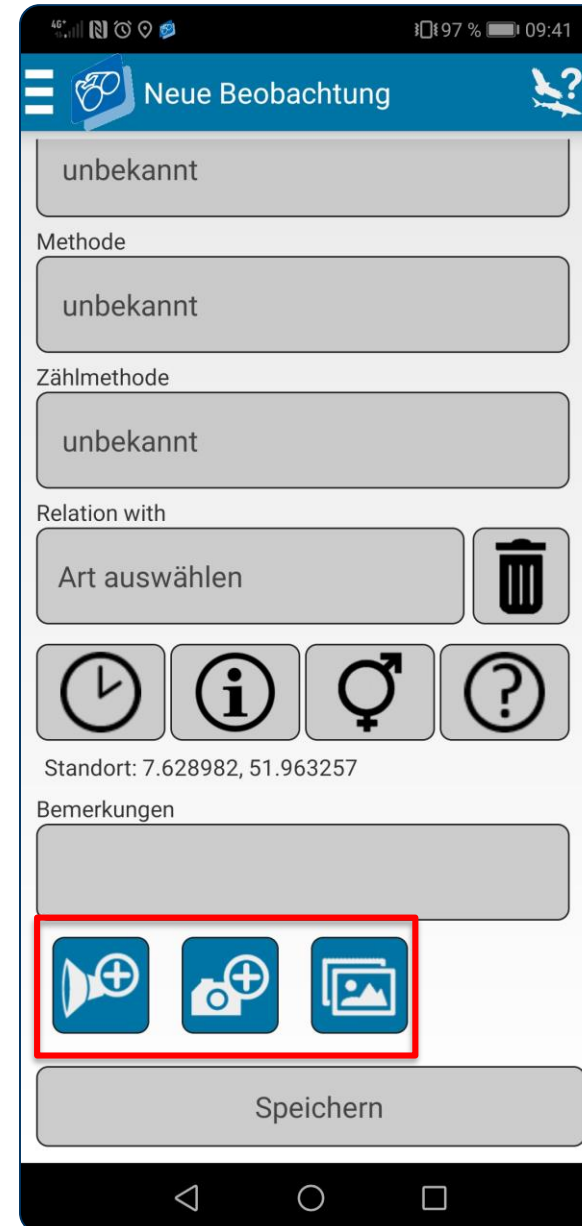 4G+ 97 % 09:41
Neue Beobachtung
unbekannt
Methode
unbekannt
Zählmethode
unbekannt
Relation with
Art auswählen
Standort: 7.628982, 51.963257
Bemerkungen
Speichern